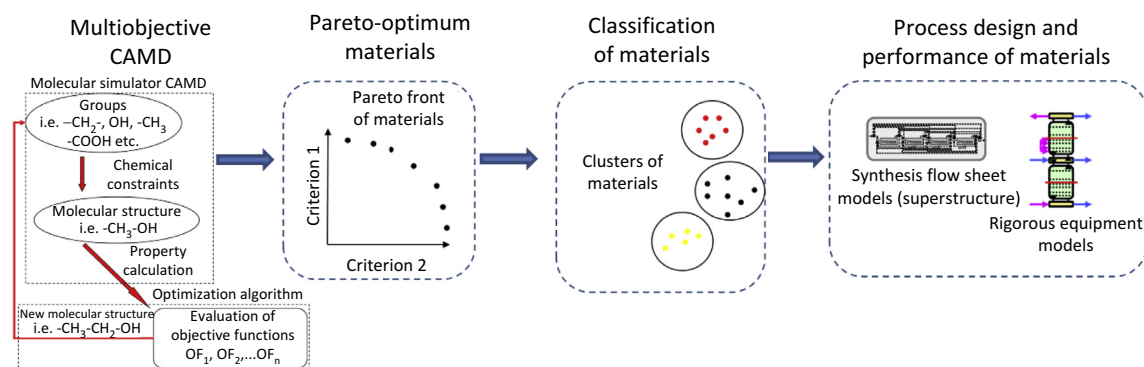 Multiobjective
CAMD
Molecular simulator CAMD
Groups
i.e. –CH2-, OH, -CH3
-COOH etc.
Chemical
constraints
Molecular structure
i.e. -CH3-OH
Property
calculation
Optimization algorithm
New molecular structure
i.e. -CH3-CH2-OH
Evaluation of
objective functions
OF1, OF2,...OFn
Pareto-optimum
materials
Pareto front
of materials
Criterion 1
Criterion 2
Classification
of materials
Clusters of
materials
Process design and
performance of materials
Synthesis flow sheet
models (superstructure)
Rigorous equipment
models